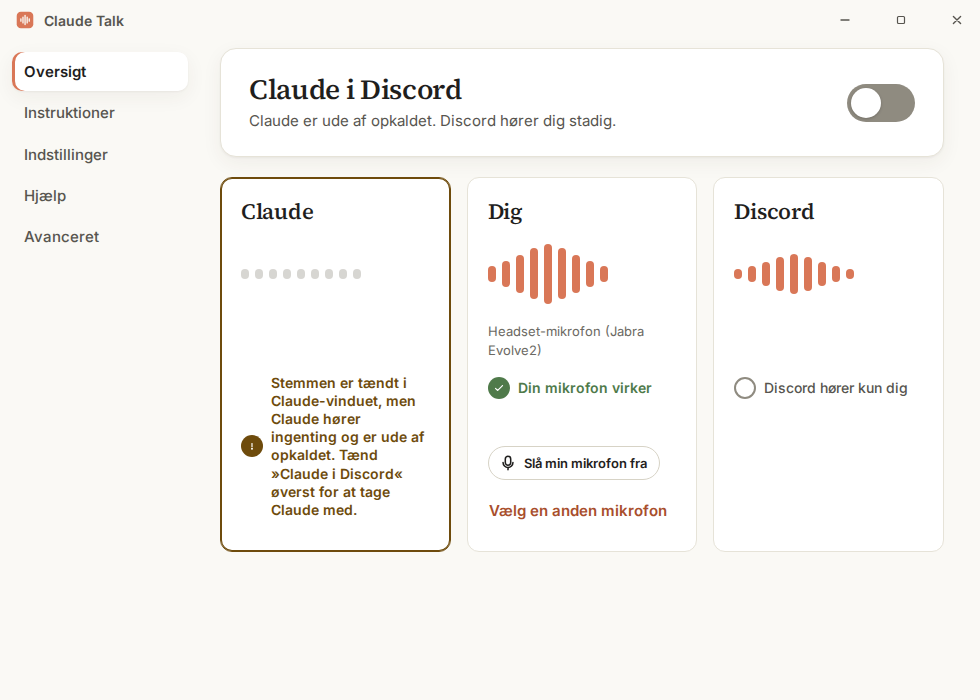 Claude Talk
Oversigt
Instruktioner
Indstillinger
Hjælp
Avanceret
Claude i Discord
Claude er ude af opkaldet. Discord hører dig stadig.
Claude
Stemmen er tændt i
Claude-vinduet, men
Claude hører
ingenting og er ude af
opkaldet. Tænd
»Claude i Discord«
øverst for at tage
Claude med.
Dig
Headset-mikrofon (Jabra
Evolve2)
Din mikrofon virker
Slå min mikrofon fra
Vælg en anden mikrofon
Discord
Discord hører kun dig